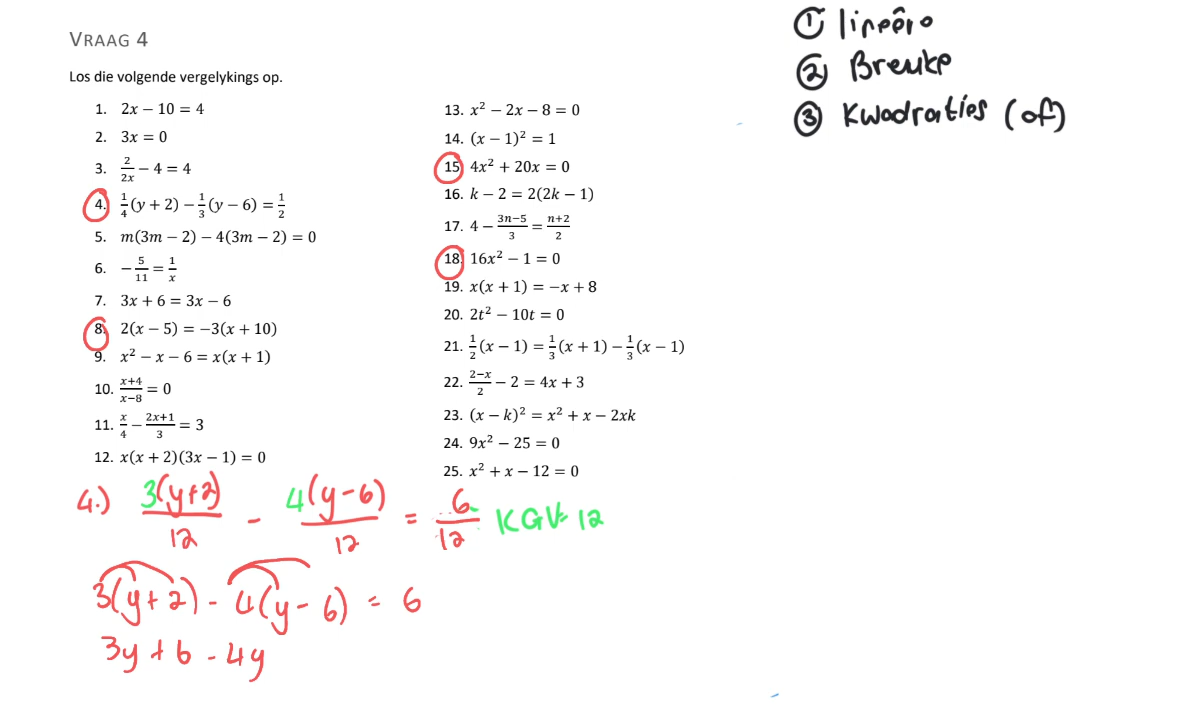 VRAAG 4
Los die volgende vergelykings op.
1. 2x − 10 = 4
2. 3x = 0
3. 2/2x − 4 = 4
4. 1/4(y + 2) − 1/3(y − 6) = 1/2
5. m(3m − 2) − 4(3m − 2) = 0
6. −5/11 = 1/x
7. 3x + 6 = 3x − 6
8. 2(x − 5) = −3(x + 10)
9. x² − x − 6 = x(x + 1)
10. x+4/x−8 = 0
11. x/4 − 2x+1/3 = 3
12. x(x + 2)(3x − 1) = 0
13. x² − 2x − 8 = 0
14. (x − 1)² = 1
15. 4x² + 20x = 0
16. k − 2 = 2(2k − 1)
17. 4 − 3n−5/3 = n+2/2
18. 16x² − 1 = 0
19. x(x + 1) = −x + 8
20. 2t² − 10t = 0
21. 1/2(x − 1) = 1/3(x + 1) − 1/3(x − 1)
22. 2−x/2 − 2 = 4x + 3
23. (x − k)² = x² + x − 2xk
24. 9x² − 25 = 0
25. x² + x − 12 = 0
① lineêre
② Breuke
③ Kwadraties (of)
4.) 3(y+2)/12 - 4(y-6)/12 = 6/12 KGV= 12
3(y+2) - 4(y-6) = 6
3y + 6 - 4y